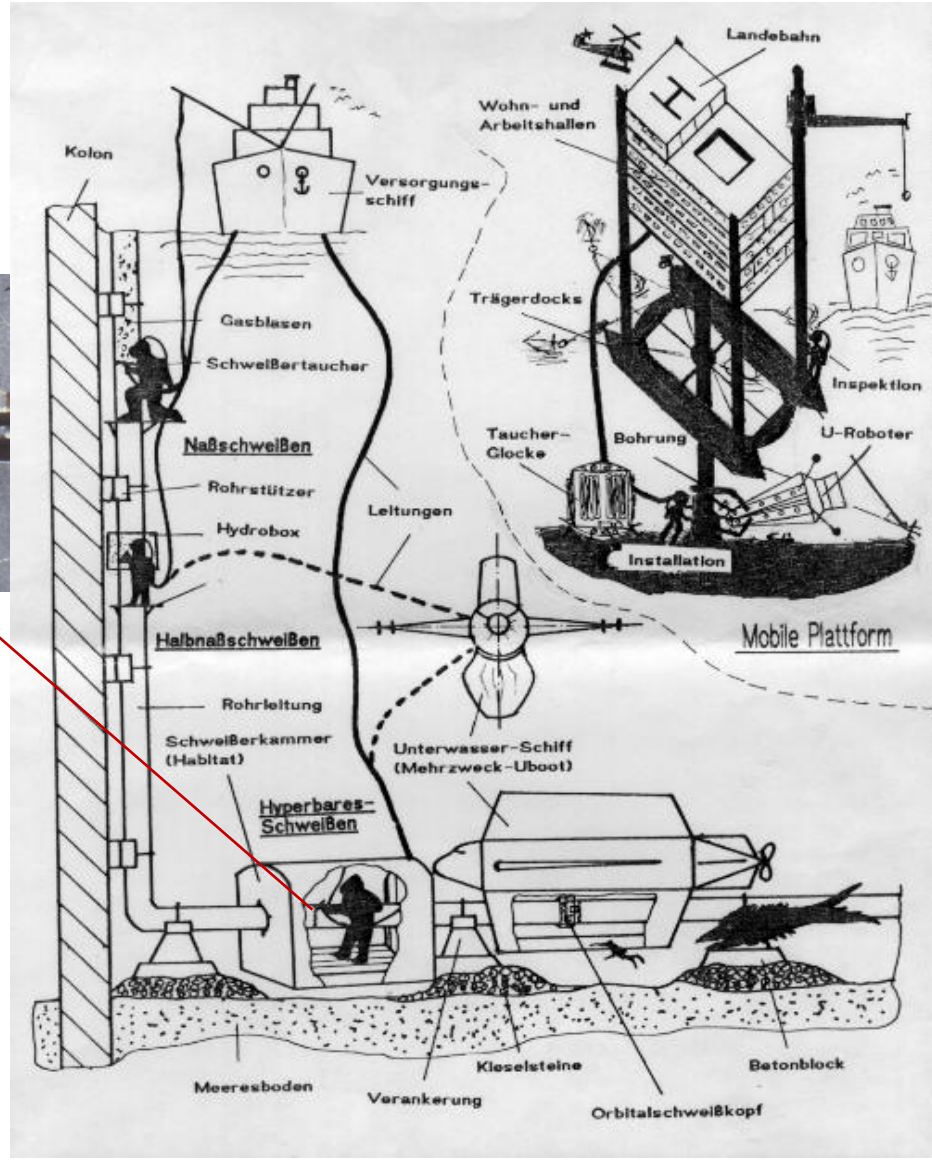 Landebahn
H
Wohn- und
Arbeitshallen
Kolon
Versorgungs-
schiff
Trägerdocks
Gasblasen
Schweißertaucher
Inspektion
Naßschweißen
Taucher-
Glocke
Bohrung
U-Roboter
Rohrstützer
Leitungen
Hydrobox
Installation
Halbnaßschweißen
Mobile Plattform
Rohrleitung
Schweißerkammer
(Habitat)
Unterwasser-Schiff
(Mehrzweck-Uboot)
Hyperbares-
Schweißen
Kieselsteine
Betonblock
Meeresboden
Verankerung
Orbitalschweißkopf